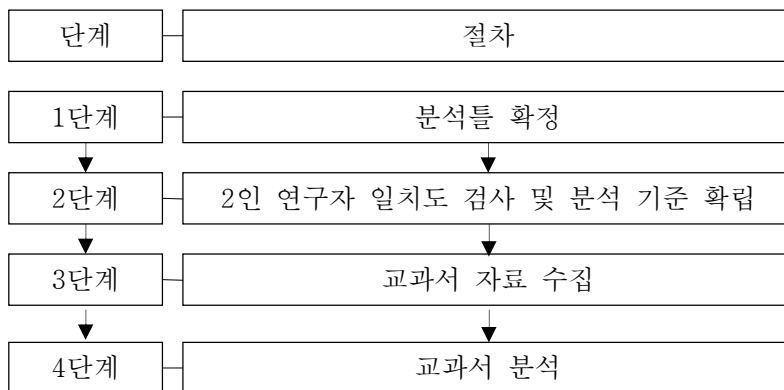 단계 절차
1단계 분석틀 확정
2단계 2인 연구자 일치도 검사 및 분석 기준 확립
3단계 교과서 자료 수집
4단계 교과서 분석